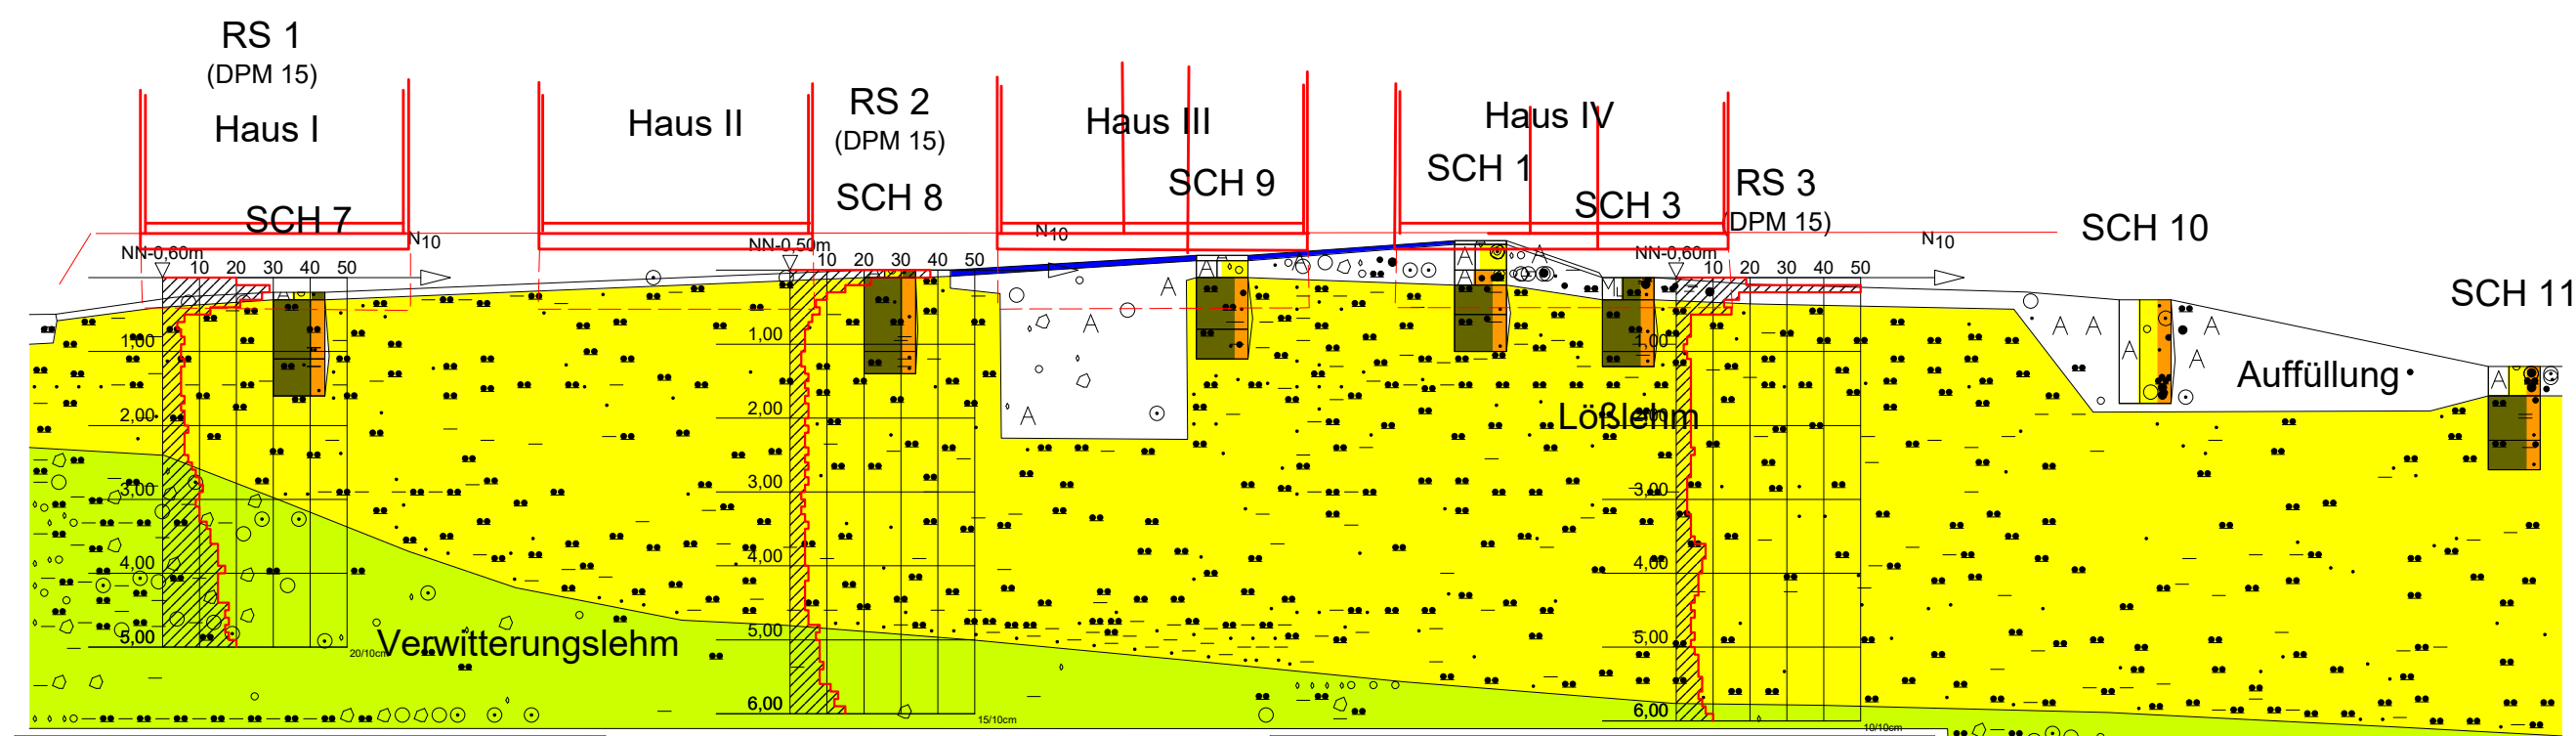 RS 1
(DPM 15)
Haus I
SCH 7
Haus II
RS 2
(DPM 15)
SCH 8
Haus III
SCH 9
Haus IV
SCH 1
SCH 3
RS 3
(DPM 15)
SCH 10
SCH 11
NN-0,60m
10 20 30 40 50
N10
NN-0,50m
10 20 30 40 50
N10
NN-0,60m
10 20 30 40 50
N10
1,00
2,00
3,00
4,00
5,00
20/10cm
1,00
2,00
3,00
4,00
5,00
6,00
15/10cm
1,00
2,00
3,00
4,00
5,00
6,00
10/10cm
A
A
A
A
A
A
A
A
A
ML
A
A
A
A
A
A
Auffüllung
Lößlehm
Verwitterungslehm